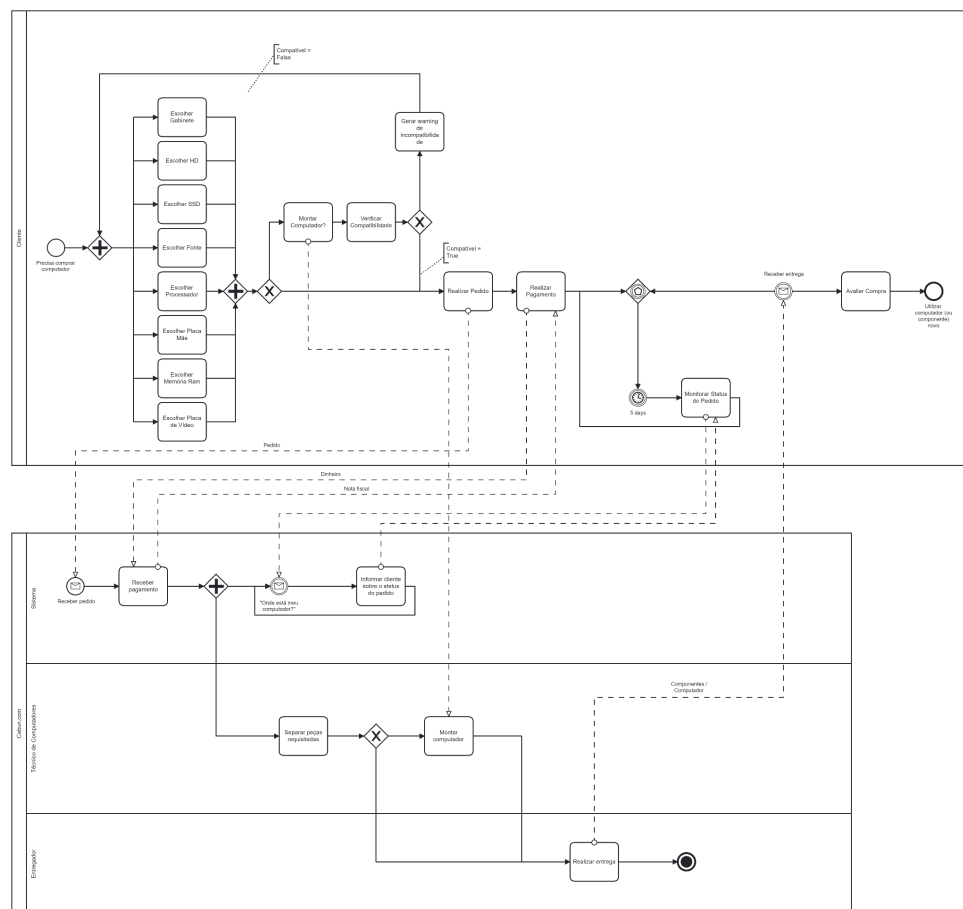 Compatível =
False
Escolher
Gabinete
Gerar warning
de
incompatibilida
de
Escolher HD
Escolher SSD
Montar
Computador?
Verificar
Compatibilidade
Cliente
Precisa comprar
computador
Escolher Fonte
Compatível =
True
Receber entrega
Escolher
Processador
Realizar Pedido
Realizar
Pagamento
Avaliar Compra
Utilizar
computador (ou
componente)
novo
Escolher Placa
Mãe
Escolher
Memória Ram
Escolher Placa
de Vídeo
5 days
Monitorar Status
do Pedido
Pedido
Dinheiro
Nota fiscal
Sistema
Receber pedido
Receber
pagamento
"Onde está meu
computador?"
Informar cliente
sobre o status
do pedido
Cabun.com
Técnico de Computadores
Componentes /
Computador
Separar peças
requisitadas
Montar
computador
Entregador
Realizar entrega